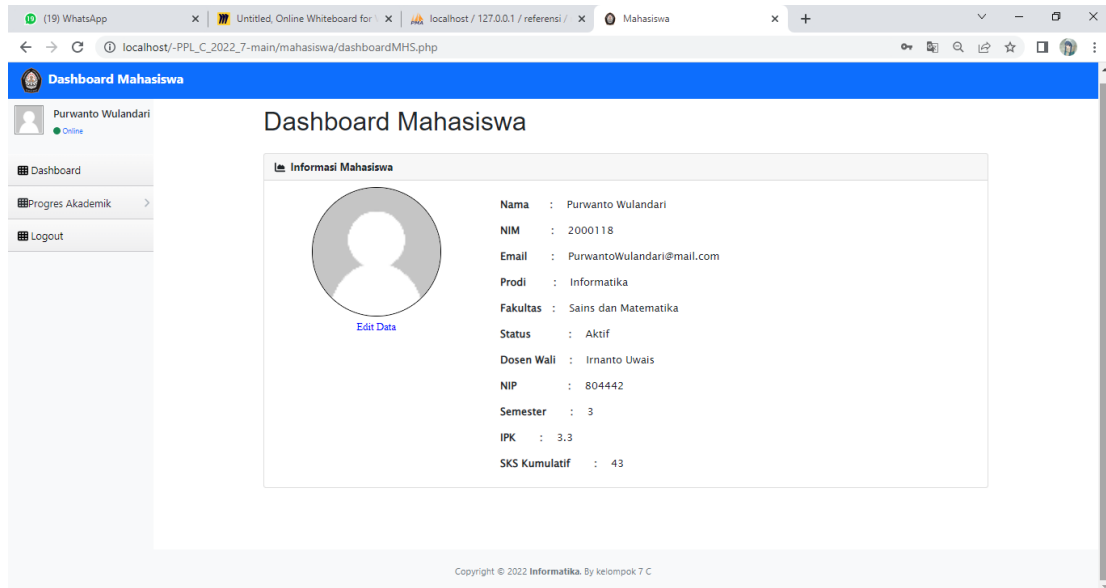 (19) WhatsApp
Untitled, Online Whiteboard for
localhost / 127.0.0.1 / referensi /
Mahasiswa
localhost/-PPL_C_2022_7-main/mahasiswa/dashboardMHS.php
Dashboard Mahasiswa
Purwanto Wulandari
Online
Dashboard
Progres Akademik
Logout
Dashboard Mahasiswa
Informasi Mahasiswa
Edit Data
Nama : Purwanto Wulandari
NIM : 2000118
Email : PurwantoWulandari@mail.com
Prodi : Informatika
Fakultas : Sains dan Matematika
Status : Aktif
Dosen Wali : Irnanto Uwais
NIP : 804442
Semester : 3
IPK : 3.3
SKS Kumulatif : 43
Copyright © 2022 Informatika. By kelompok 7 C